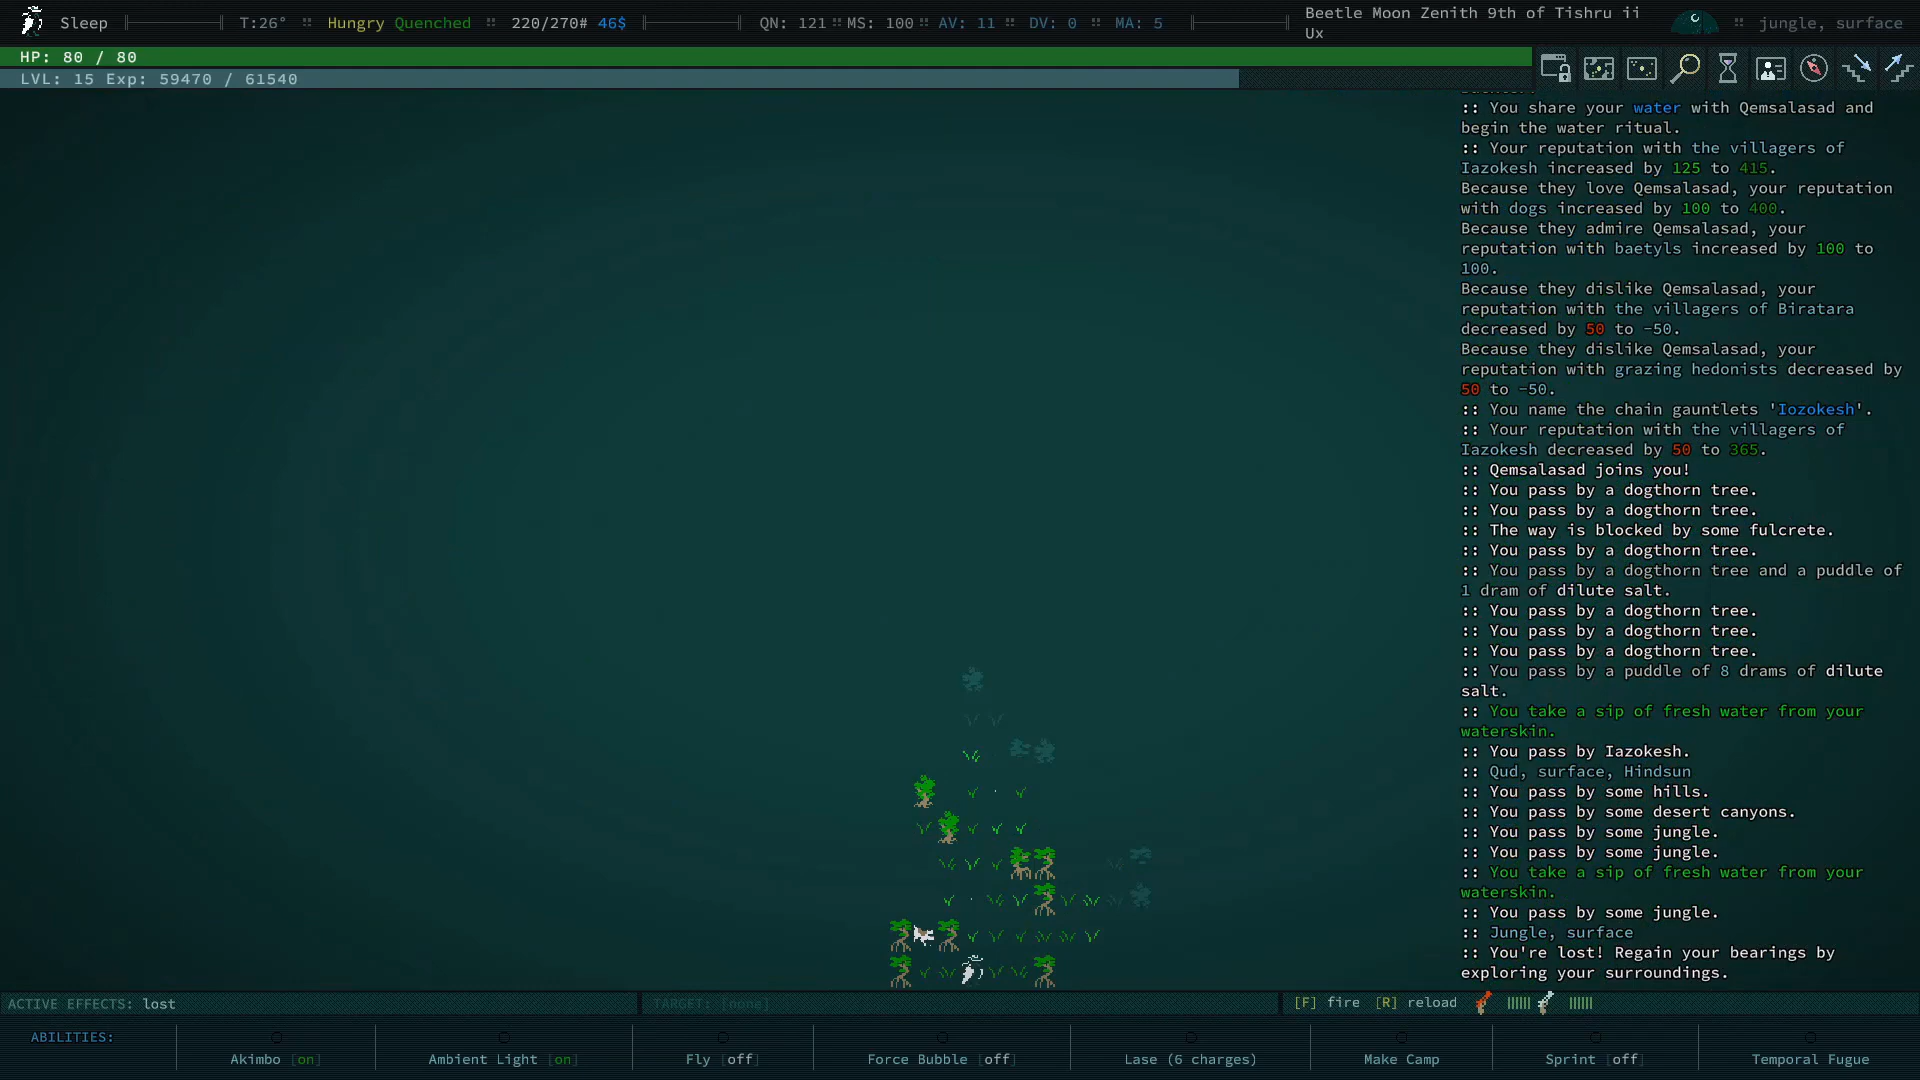 Sleep T:26° :: Hungry Quenched :: 220/270# 46$ QN: 121 :: MS: 100 :: AV: 11 :: DV: 0 :: MA: 5 Beetle Moon Zenith 9th of Tishru ii :: jungle, surface
Ux
HP: 80 / 80
LVL: 15 Exp: 59470 / 61540
:: You share your water with Qemsalasad and
begin the water ritual.
:: Your reputation with the villagers of
Iazokesh increased by 125 to 415.
Because they love Qemsalasad, your reputation
with dogs increased by 100 to 400.
Because they admire Qemsalasad, your
reputation with baetyls increased by 100 to
100.
Because they dislike Qemsalasad, your
reputation with the villagers of Biratara
decreased by 50 to -50.
Because they dislike Qemsalasad, your
reputation with grazing hedonists decreased by
50 to -50.
:: You name the chain gauntlets 'Iozokesh'.
:: Your reputation with the villagers of
Iazokesh decreased by 50 to 365.
:: Qemsalasad joins you!
:: You pass by a dogthorn tree.
:: You pass by a dogthorn tree.
:: The way is blocked by some fulcrete.
:: You pass by a dogthorn tree.
:: You pass by a dogthorn tree and a puddle of
1 dram of dilute salt.
:: You pass by a dogthorn tree.
:: You pass by a dogthorn tree.
:: You pass by a dogthorn tree.
:: You pass by a puddle of 8 drams of dilute
salt.
:: You take a sip of fresh water from your
waterskin.
:: You pass by Iazokesh.
:: Qud, surface, Hindsun
:: You pass by some hills.
:: You pass by some desert canyons.
:: You pass by some jungle.
:: You pass by some jungle.
:: You take a sip of fresh water from your
waterskin.
:: You pass by some jungle.
:: Jungle, surface
:: You're lost! Regain your bearings by
exploring your surroundings.
ACTIVE EFFECTS: lost TARGET: [none] [F] fire [R] reload
ABILITIES: Akimbo [on] Ambient Light [on] Fly [off] Force Bubble [off] Lase (6 charges) Make Camp Sprint [off] Temporal Fugue